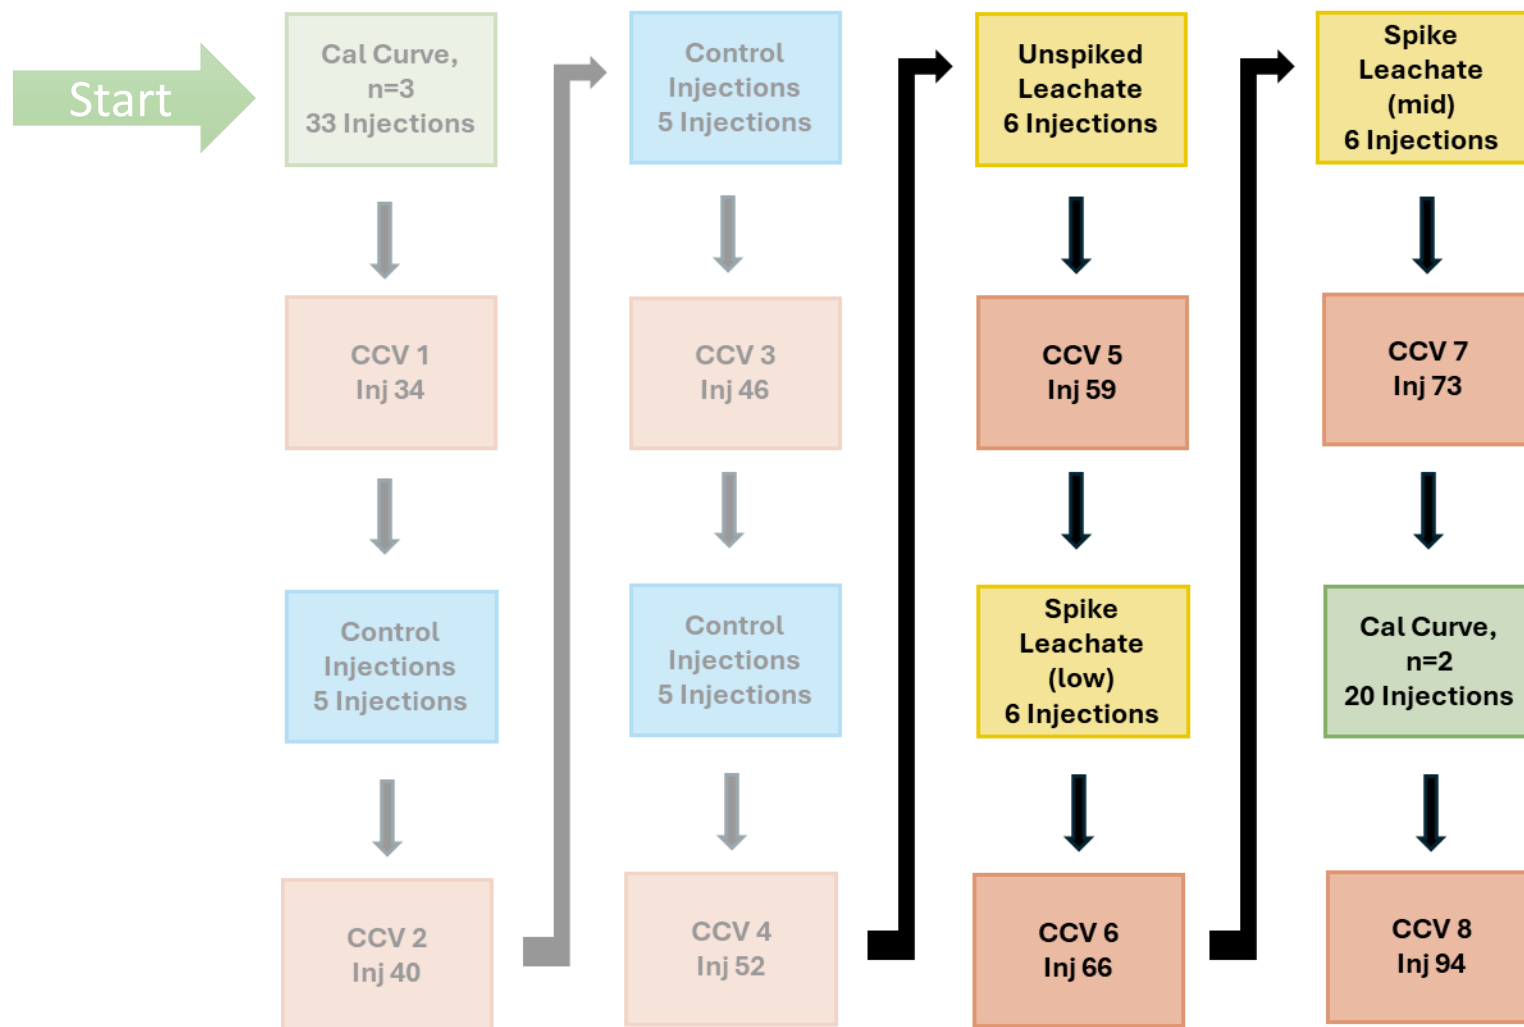 Start
Cal Curve,
n=3
33 Injections
CCV 1
Inj 34
Control
Injections
5 Injections
CCV 2
Inj 40
Control
Injections
5 Injections
CCV 3
Inj 46
Control
Injections
5 Injections
CCV 4
Inj 52
Unspiked
Leachate
6 Injections
CCV 5
Inj 59
Spike
Leachate
(low)
6 Injections
CCV 6
Inj 66
Spike
Leachate
(mid)
6 Injections
CCV 7
Inj 73
Cal Curve,
n=2
20 Injections
CCV 8
Inj 94